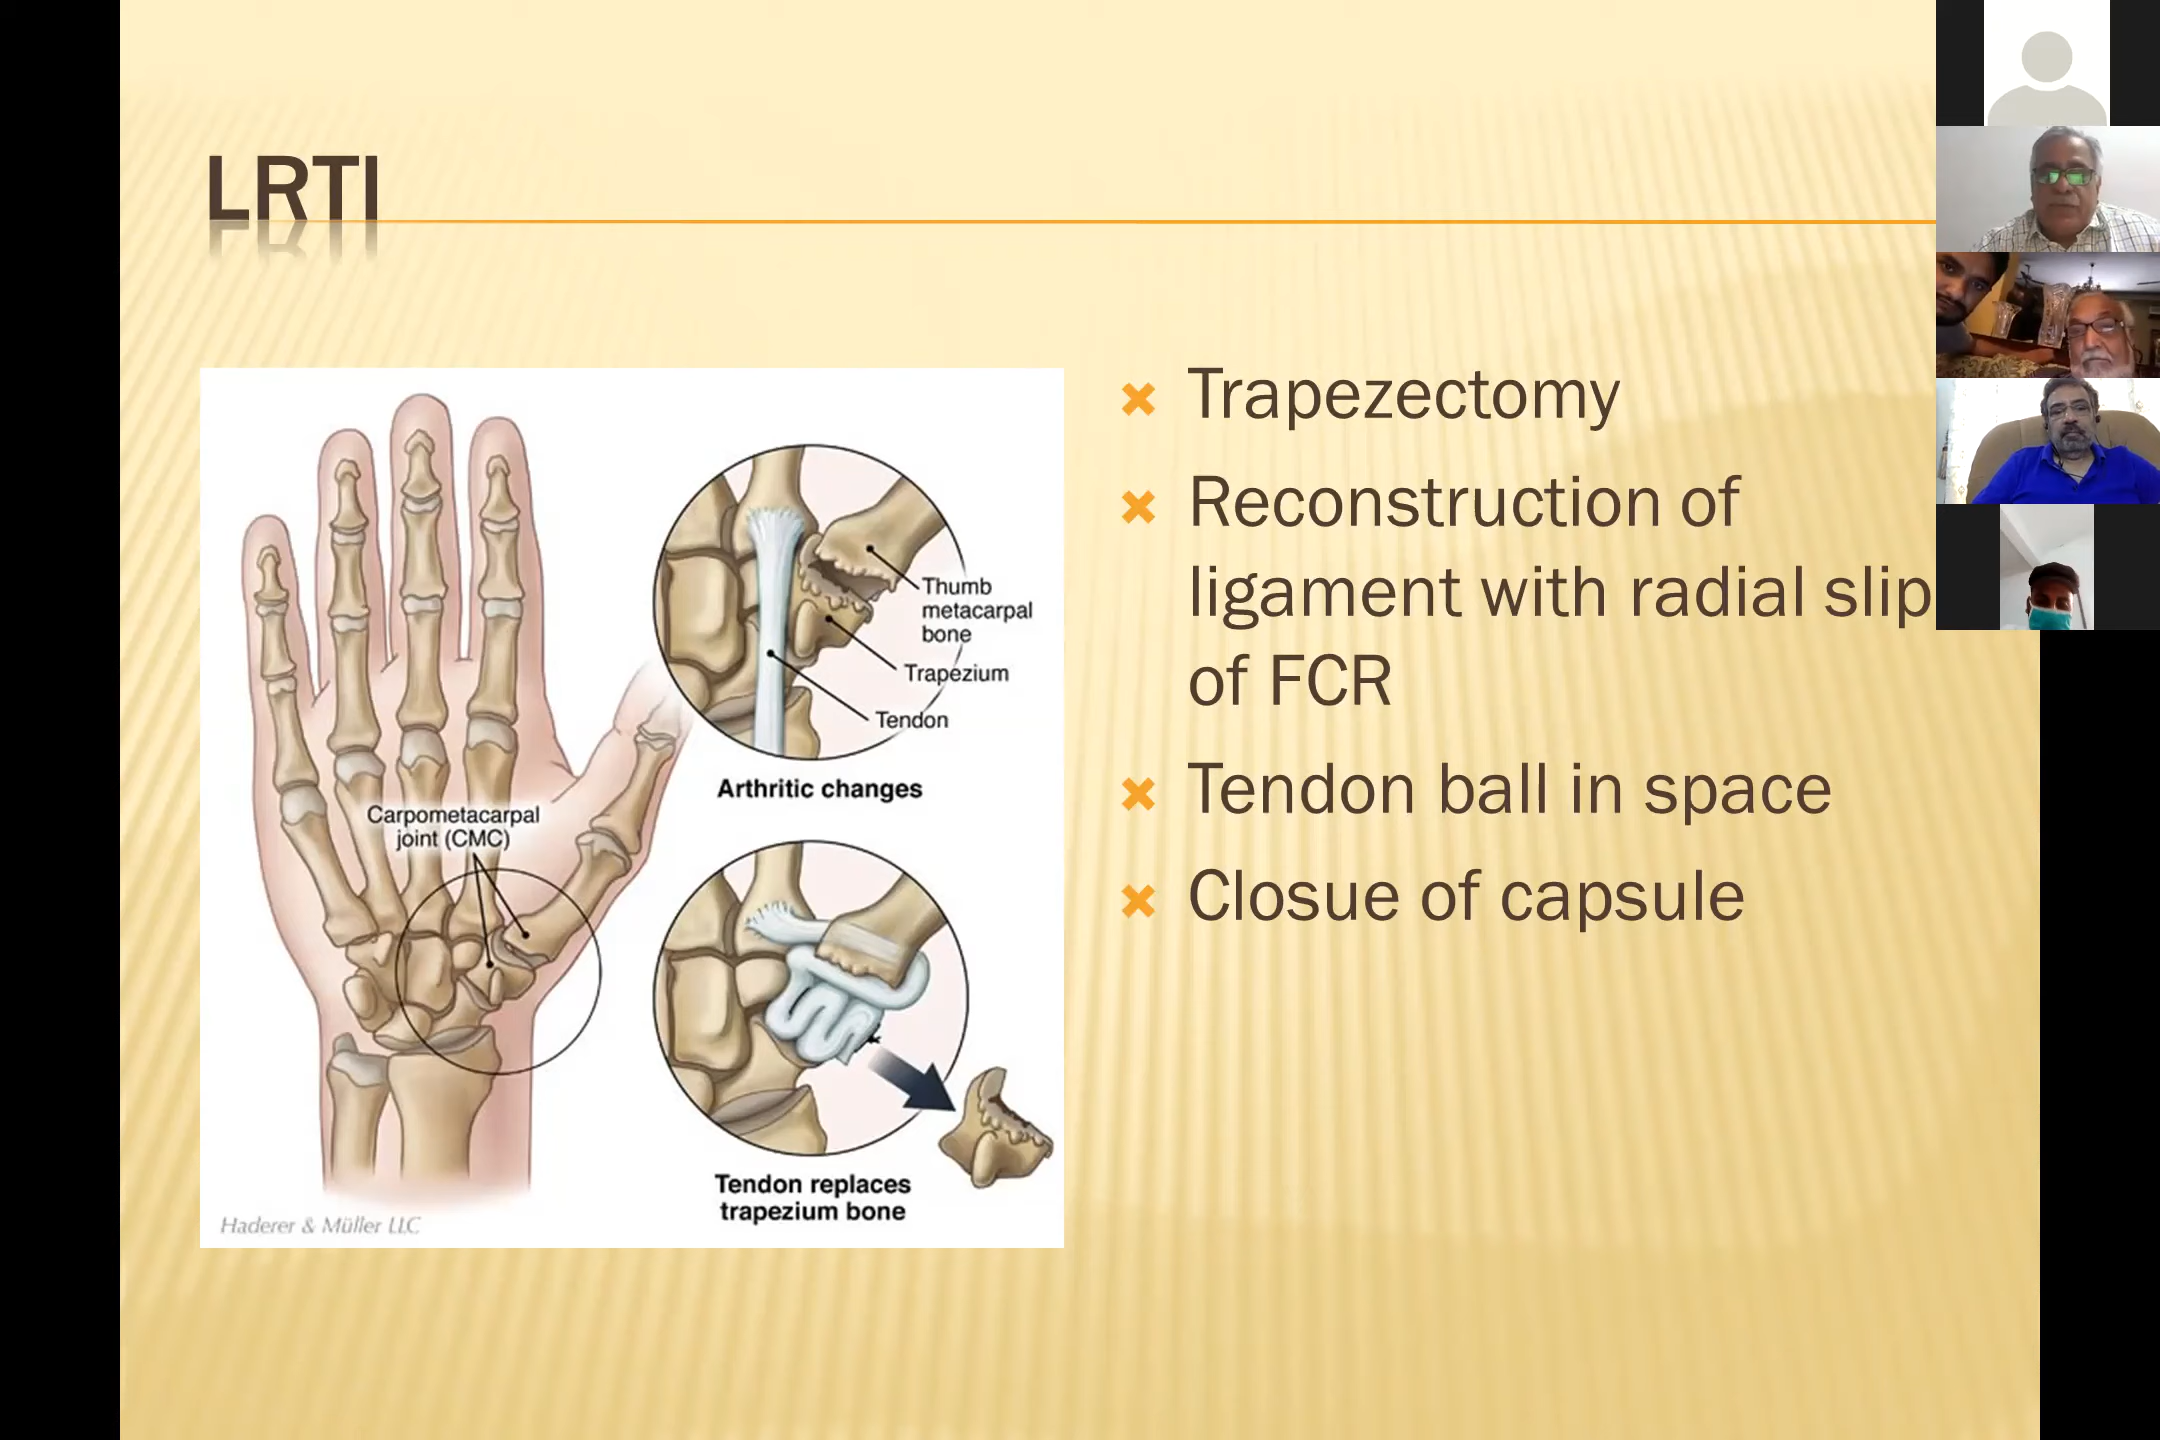 LRTI
Trapezectomy
Reconstruction of
ligament with radial slip
of FCR
Tendon ball in space
Closue of capsule
Thumb
metacarpal
bone
Trapezium
Tendon
Arthritic changes
Carpometacarpal
joint (CMC)
Tendon replaces
trapezium bone
Haderer & Müller LLC